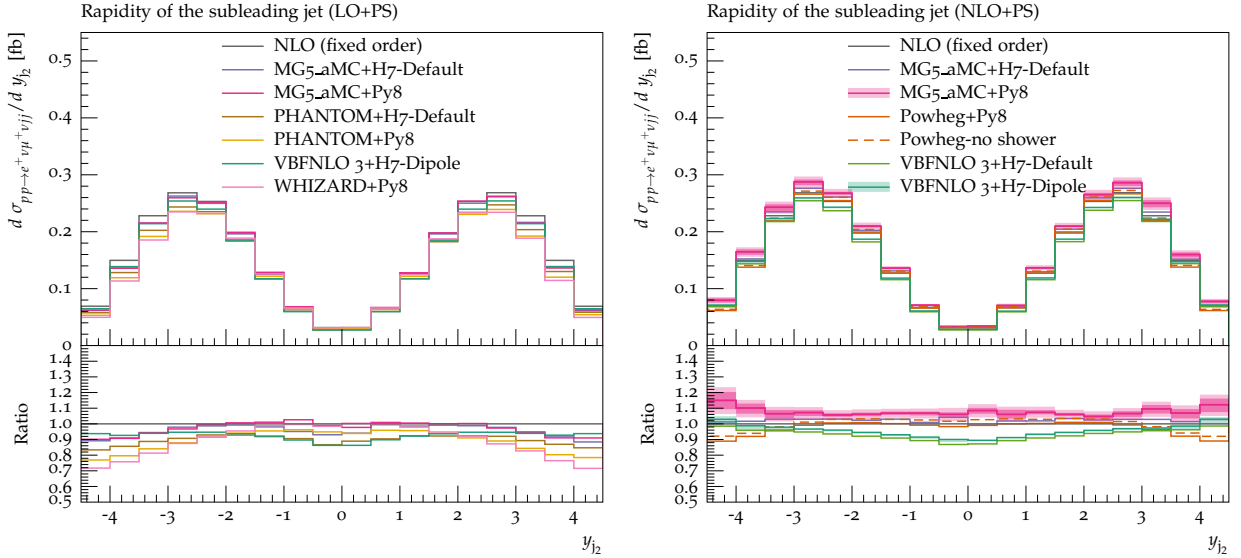 Rapidity of the subleading jet (LO+PS)
d σ_{pp→e⁺νμ⁺νjj}/d y_{j₂} [fb]
NLO (fixed order)
MG5_aMC+H7-Default
MG5_aMC+Py8
PHANTOM+H7-Default
PHANTOM+Py8
VBFNLO 3+H7-Dipole
WHIZARD+Py8
0.5
0.4
0.3
0.2
0.1
0
Ratio
1.4
1.3
1.2
1.1
1.0
0.9
0.8
0.7
0.6
0.5
-4 -3 -2 -1 0 1 2 3 4
y_{j₂}
Rapidity of the subleading jet (NLO+PS)
d σ_{pp→e⁺νμ⁺νjj}/d y_{j₂} [fb]
NLO (fixed order)
MG5_aMC+H7-Default
MG5_aMC+Py8
Powheg+Py8
Powheg-no shower
VBFNLO 3+H7-Default
VBFNLO 3+H7-Dipole
0.5
0.4
0.3
0.2
0.1
0
Ratio
1.4
1.3
1.2
1.1
1.0
0.9
0.8
0.7
0.6
0.5
-4 -3 -2 -1 0 1 2 3 4
y_{j₂}